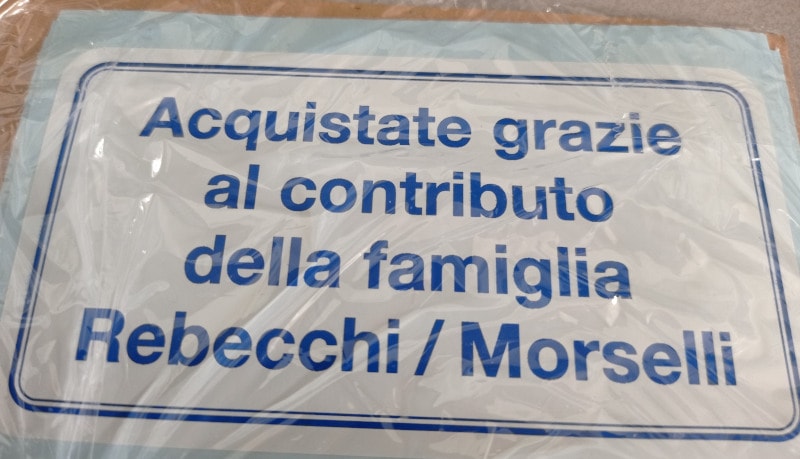 Acquistate grazie
al contributo
della famiglia
Rebecchi / Morselli